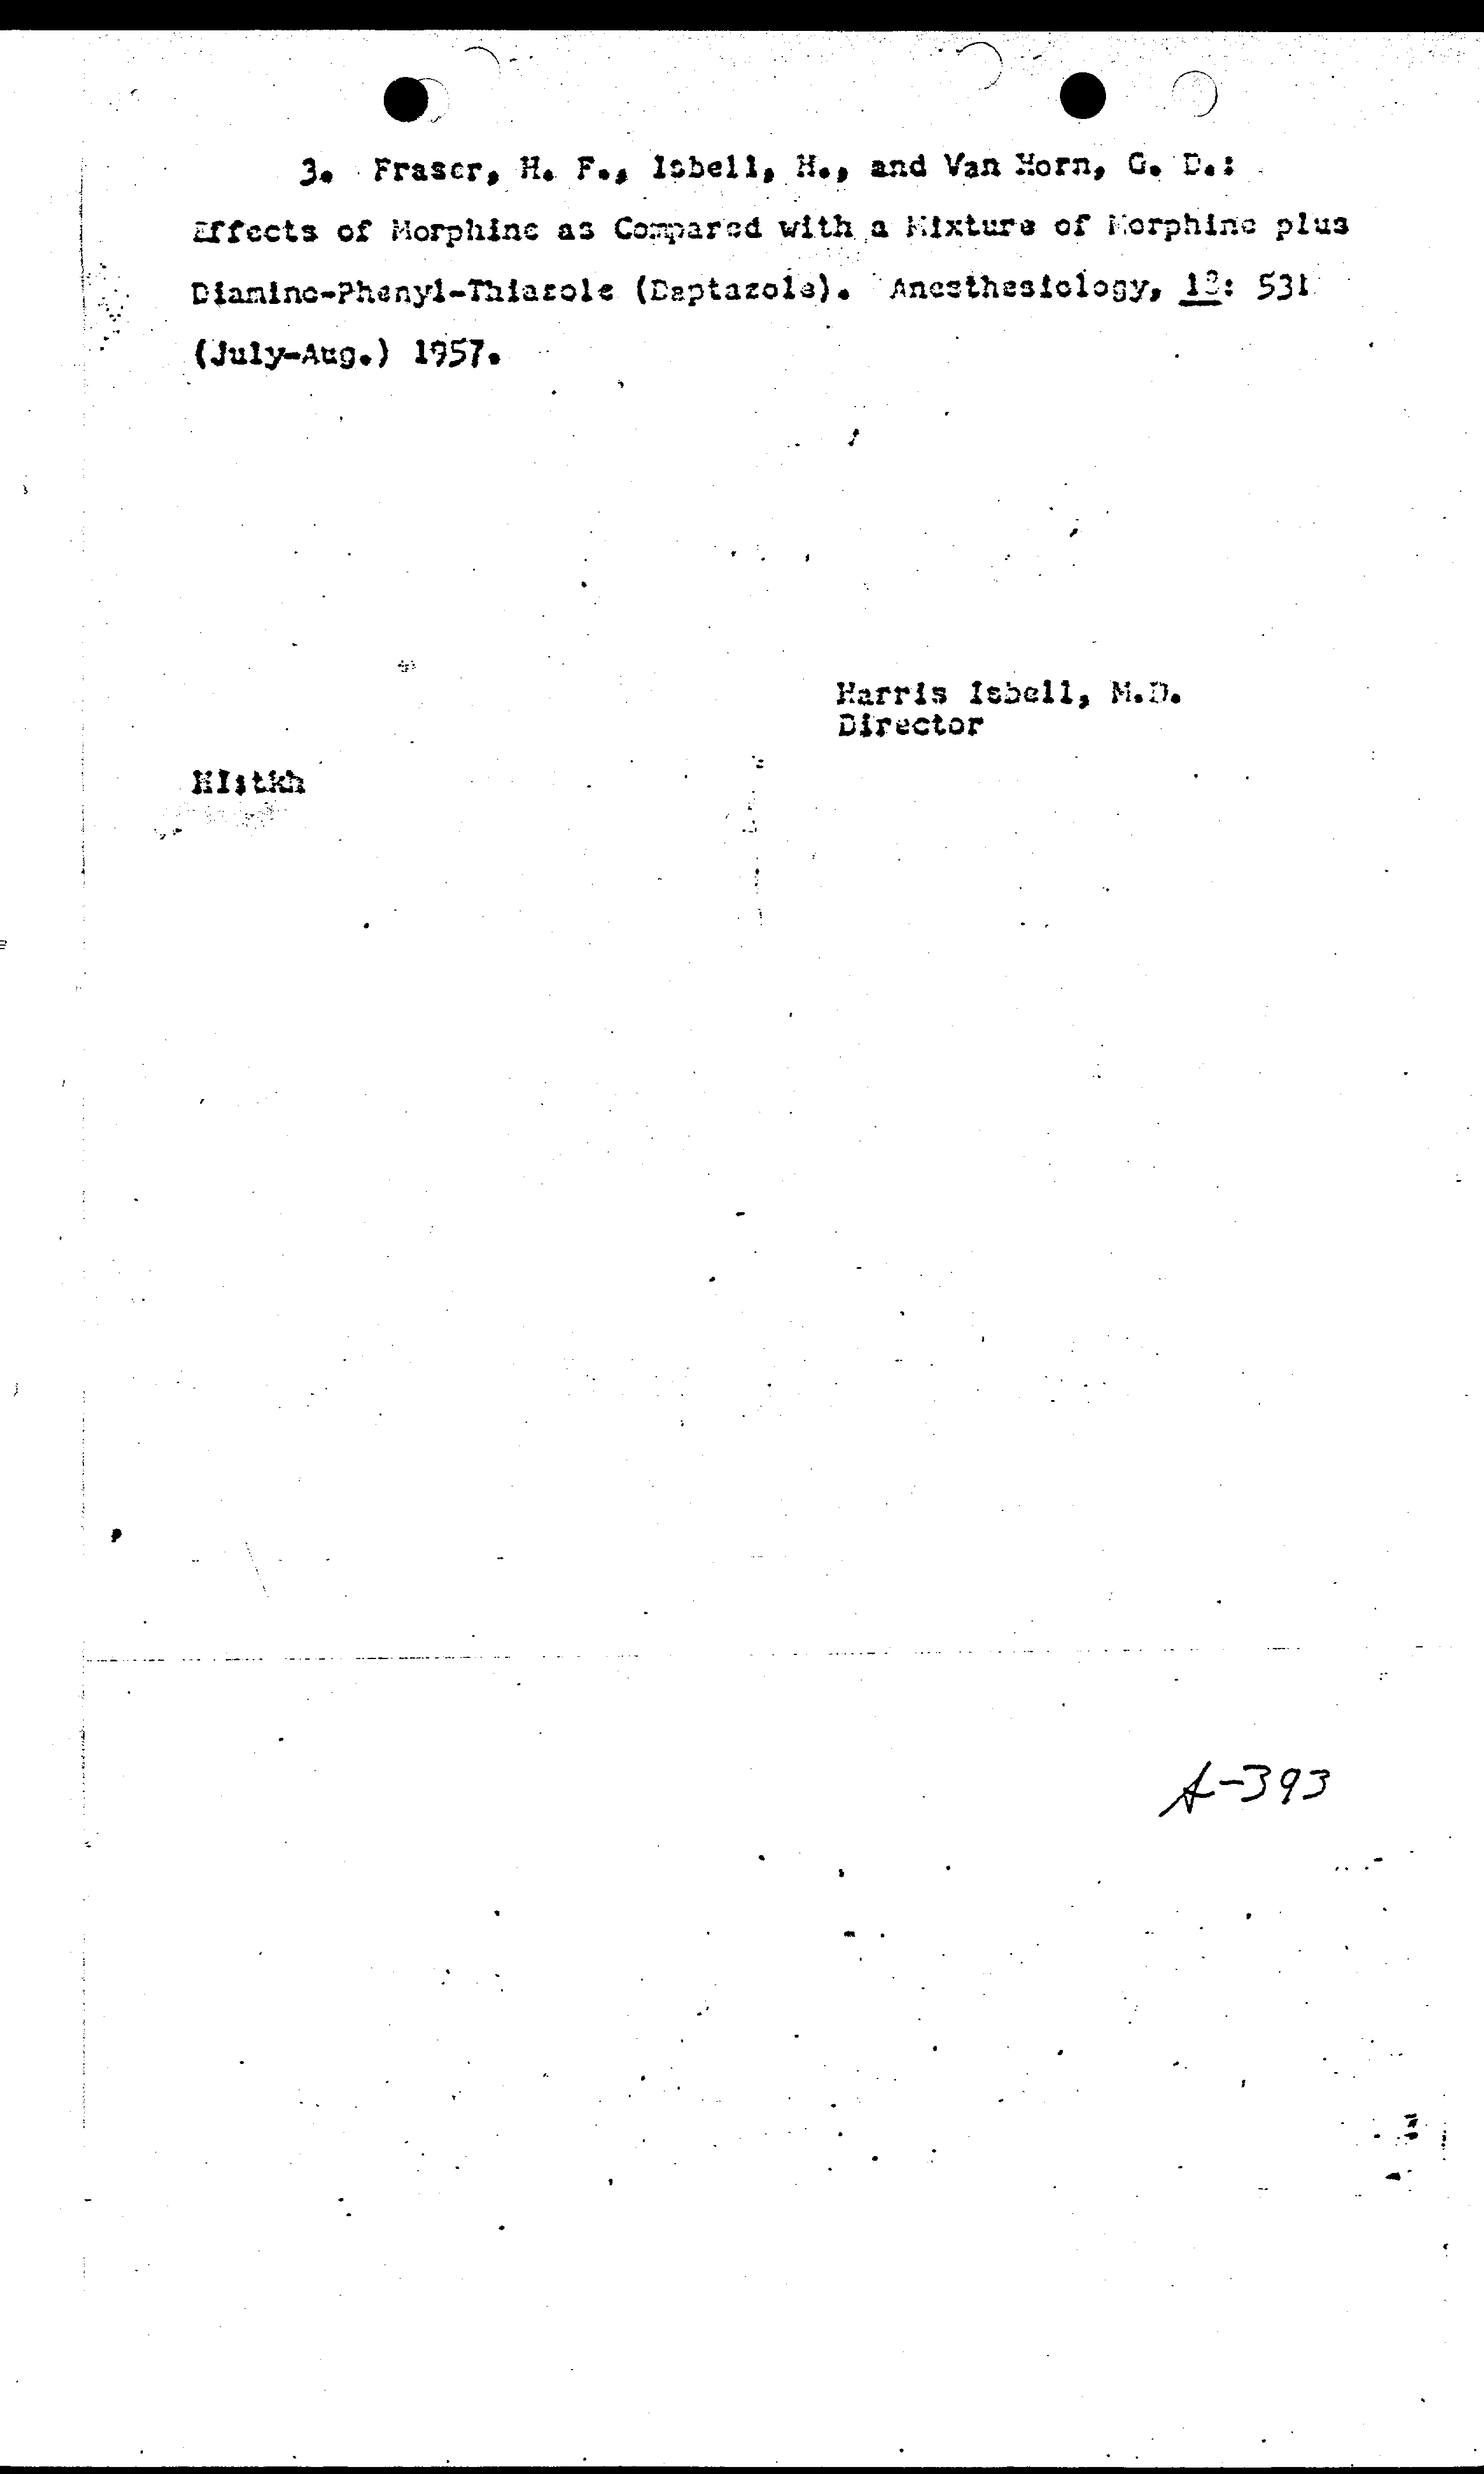 3. Fraser, H. F., Isbell, H., and Van Horn, G. D.:
Effects of Morphine as Compared with a Mixture of Morphine plus
Diamino-Phenyl-Thiazole (Daptazole). Anesthesiology, 18: 531
(July-Aug.) 1957.
Harris Isbell, M.D.
Director
HI:tkh
A-393